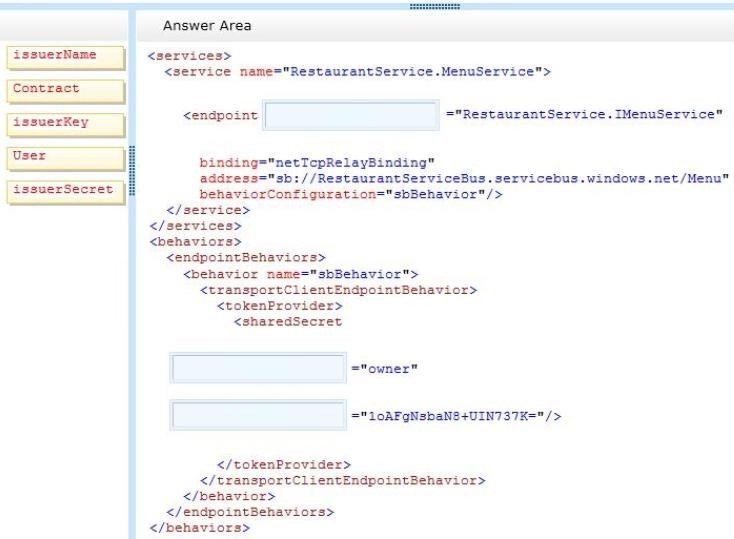 Answer Area
issuerName
Contract
issuerKey
User
issuerSecret
<services>
<service name="RestaurantService.MenuService">
<endpoint ="RestaurantService.IMenuService"
binding="netTcpRelayBinding"
address="sb://RestaurantServiceBus.servicebus.windows.net/Menu"
behaviorConfiguration="sbBehavior"/>
</service>
</services>
<behaviors>
<endpointBehaviors>
<behavior name="sbBehavior">
<transportClientEndpointBehavior>
<tokenProvider>
<sharedSecret
="owner"
="1oAFgNsbaN8+UIN737K="/>
</tokenProvider>
</transportClientEndpointBehavior>
</behavior>
</endpointBehaviors>
</behaviors>